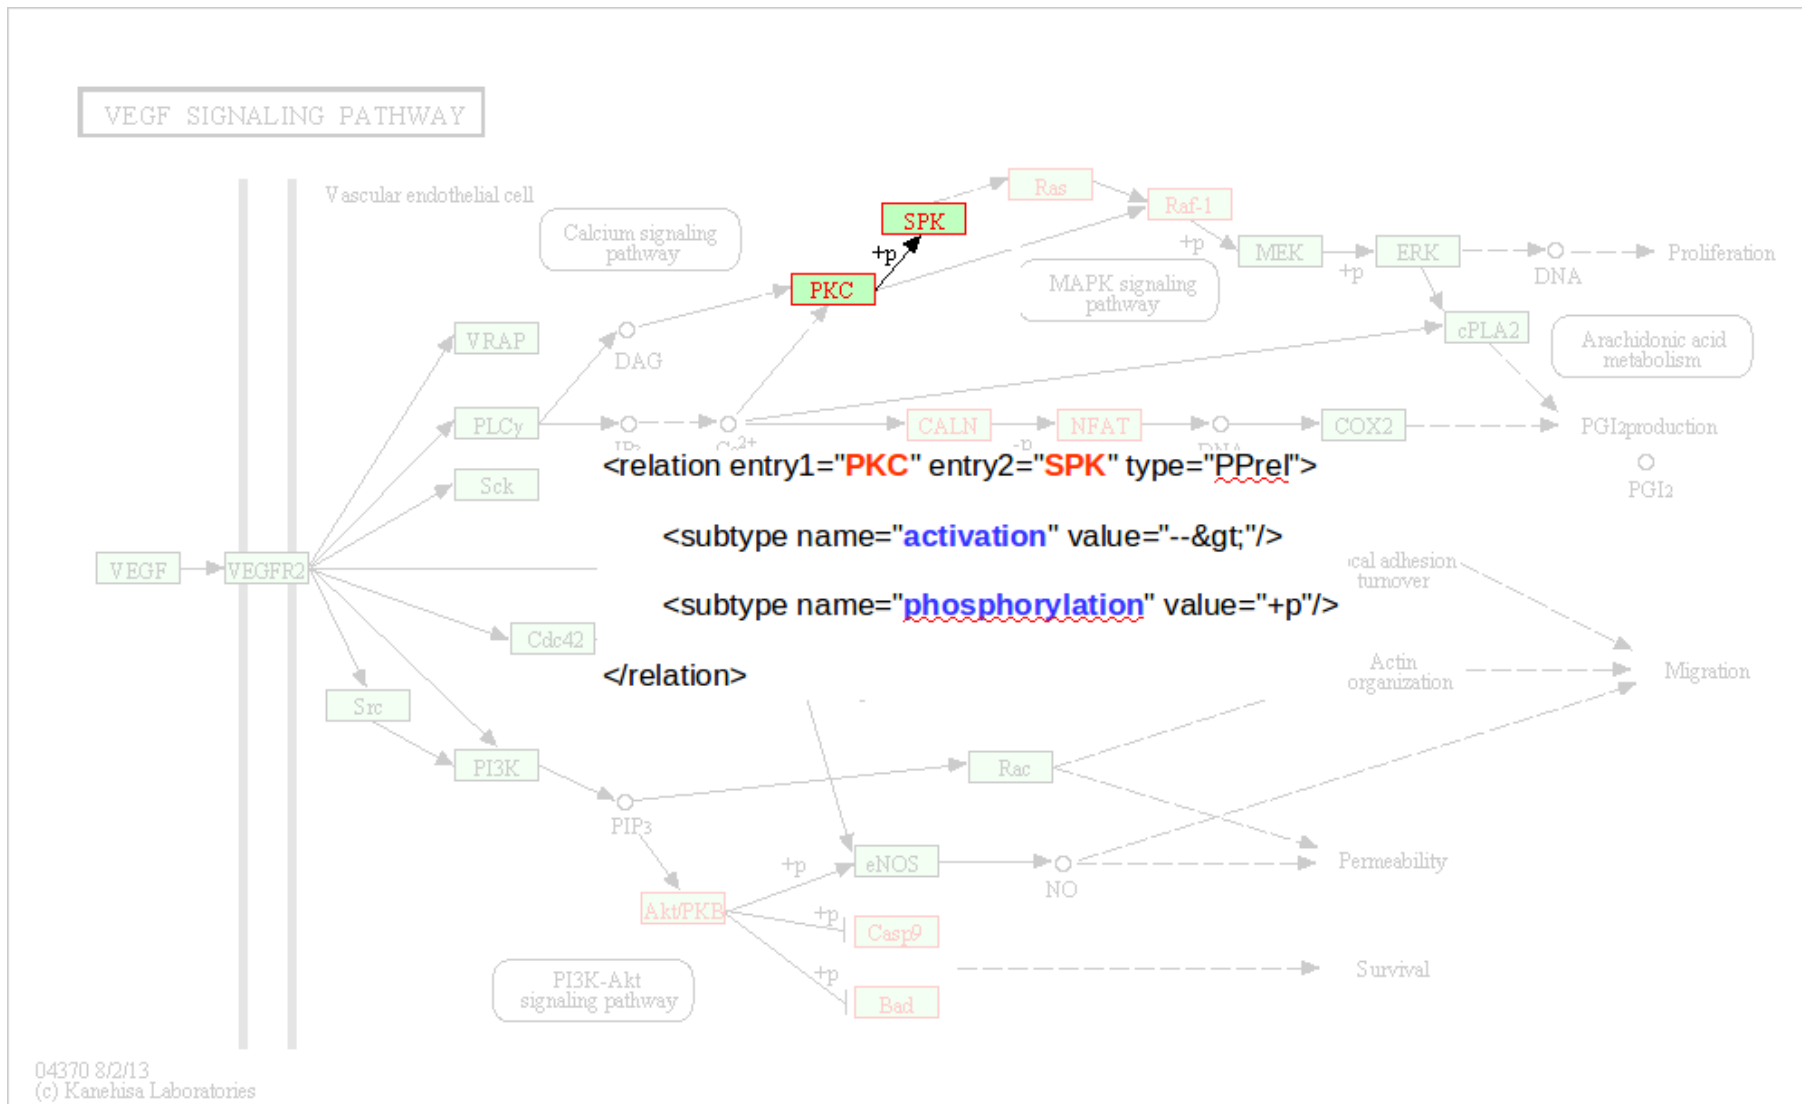 VEGF SIGNALING PATHWAY
Vascular endothelial cell
Calcium signaling
pathway
Ras
SPK
Raf-1
+p
+p
MEK
+p
ERK
DNA
Proliferation
PKC
MAPK signaling
pathway
VRAP
DAG
cPLA2
Arachidonic acid
metabolism
PLCγ
CALN
-p
NFAT
COX2
PGI2production
PGI2
Sck
<relation entry1="PKC" entry2="SPK" type="PPrel">
<subtype name="activation" value="--&gt;"/>
<subtype name="phosphorylation" value="+p"/>
</relation>
VEGF
VEGFR2
cal adhesion
turnover
Cdc42
Actin
organization
Migration
Src
PI3K
Rac
PIP3
+p
eNOS
NO
Permeability
Akt/PKB
+p
Casp9
+p
Bad
Survival
PI3K-Akt
signaling pathway
04370 8/2/13
(c) Kanehisa Laboratories